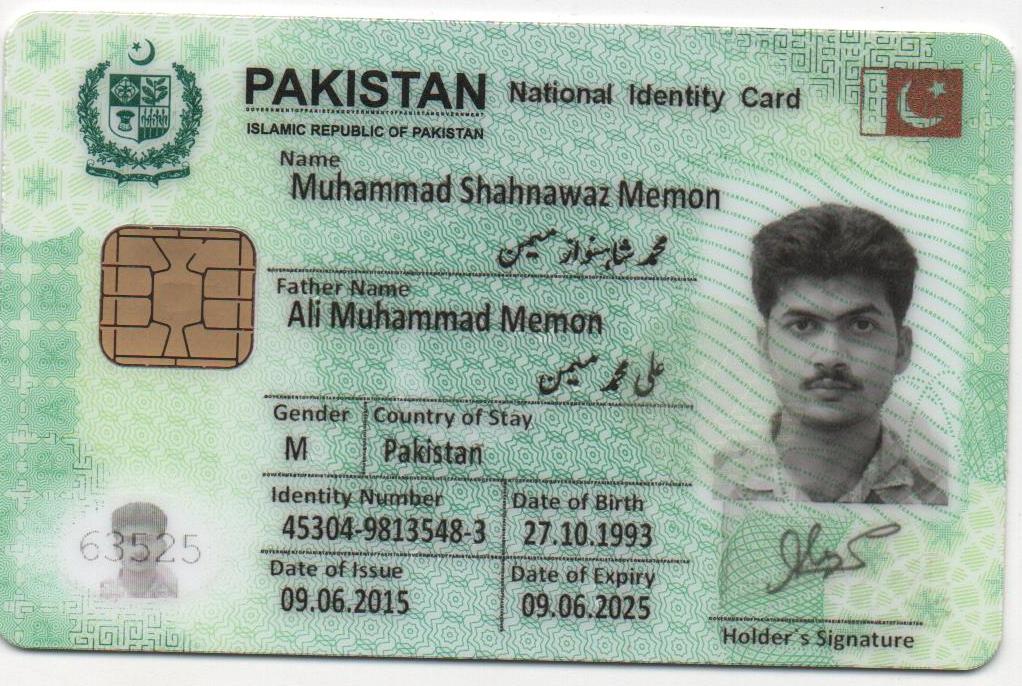 PAKISTAN National Identity Card
ISLAMIC REPUBLIC OF PAKISTAN
Name
Muhammad Shahnawaz Memon
محمد شاہنواز میمن
Father Name
Ali Muhammad Memon
علی محمد میمن
Gender Country of Stay
M Pakistan
Identity Number Date of Birth
45304-9813548-3 27.10.1993
Date of Issue Date of Expiry
09.06.2015 09.06.2025
63525
Holder`s Signature